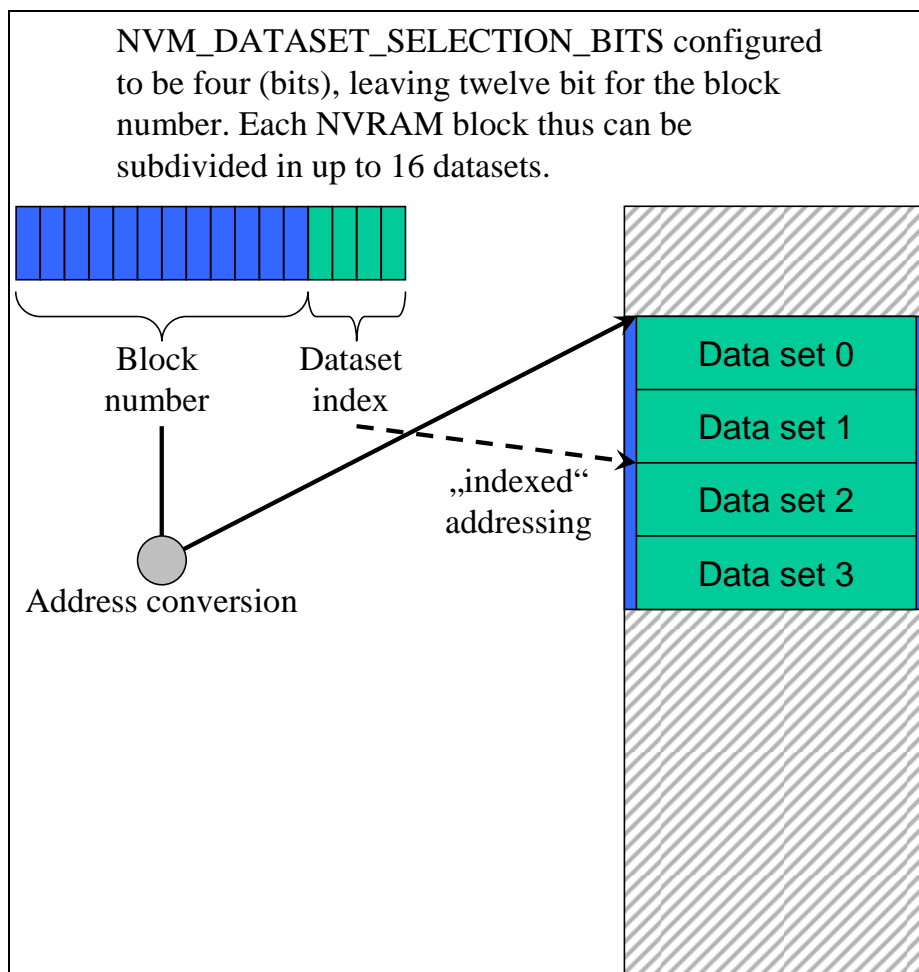 NVM_DATASET_SELECTION_BITS configured
to be four (bits), leaving twelve bit for the block
number. Each NVRAM block thus can be
subdivided in up to 16 datasets.
Block
number
Dataset
index
„indexed“
addressing
Address conversion
Data set 0
Data set 1
Data set 2
Data set 3